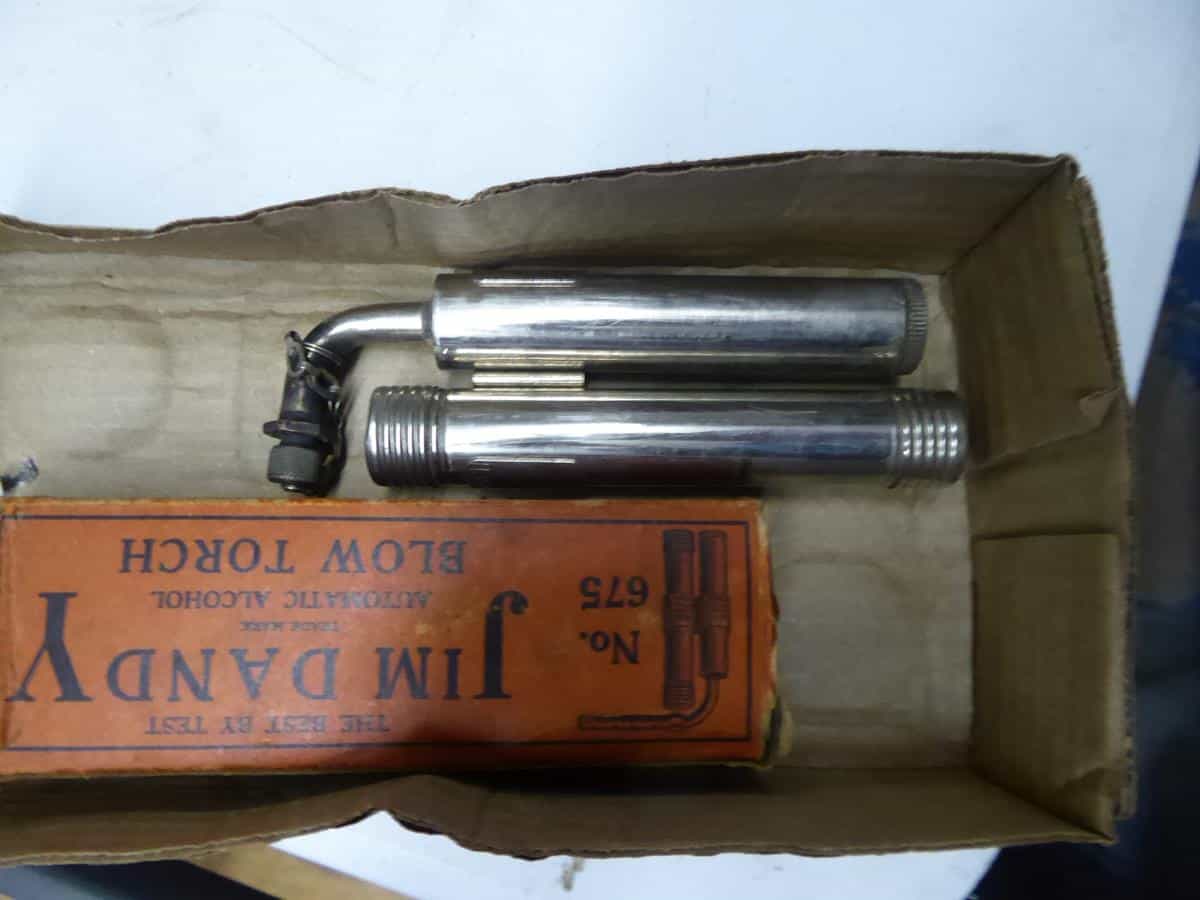 THE BEST BY TEST
JIM DANDY
TRADE MARK
AUTOMATIC ALCOHOL
BLOW TORCH
No.
675